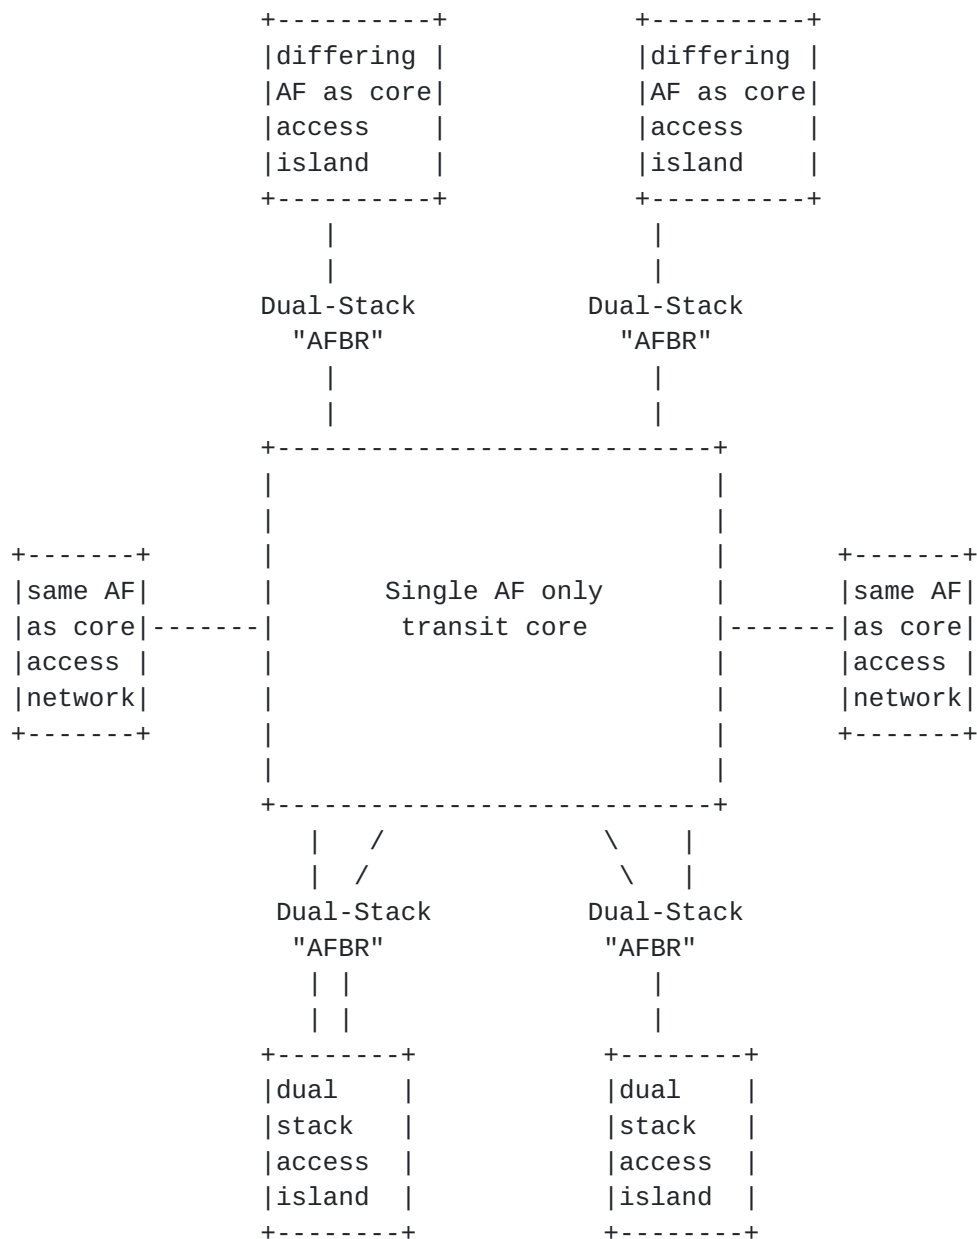 differing
AF as core
access
island
differing
AF as core
access
island
Dual-Stack
"AFBR"
Dual-Stack
"AFBR"
same AF
as core
access
network
Single AF only
transit core
same AF
as core
access
network
Dual-Stack
"AFBR"
Dual-Stack
"AFBR"
dual
stack
access
island
dual
stack
access
island